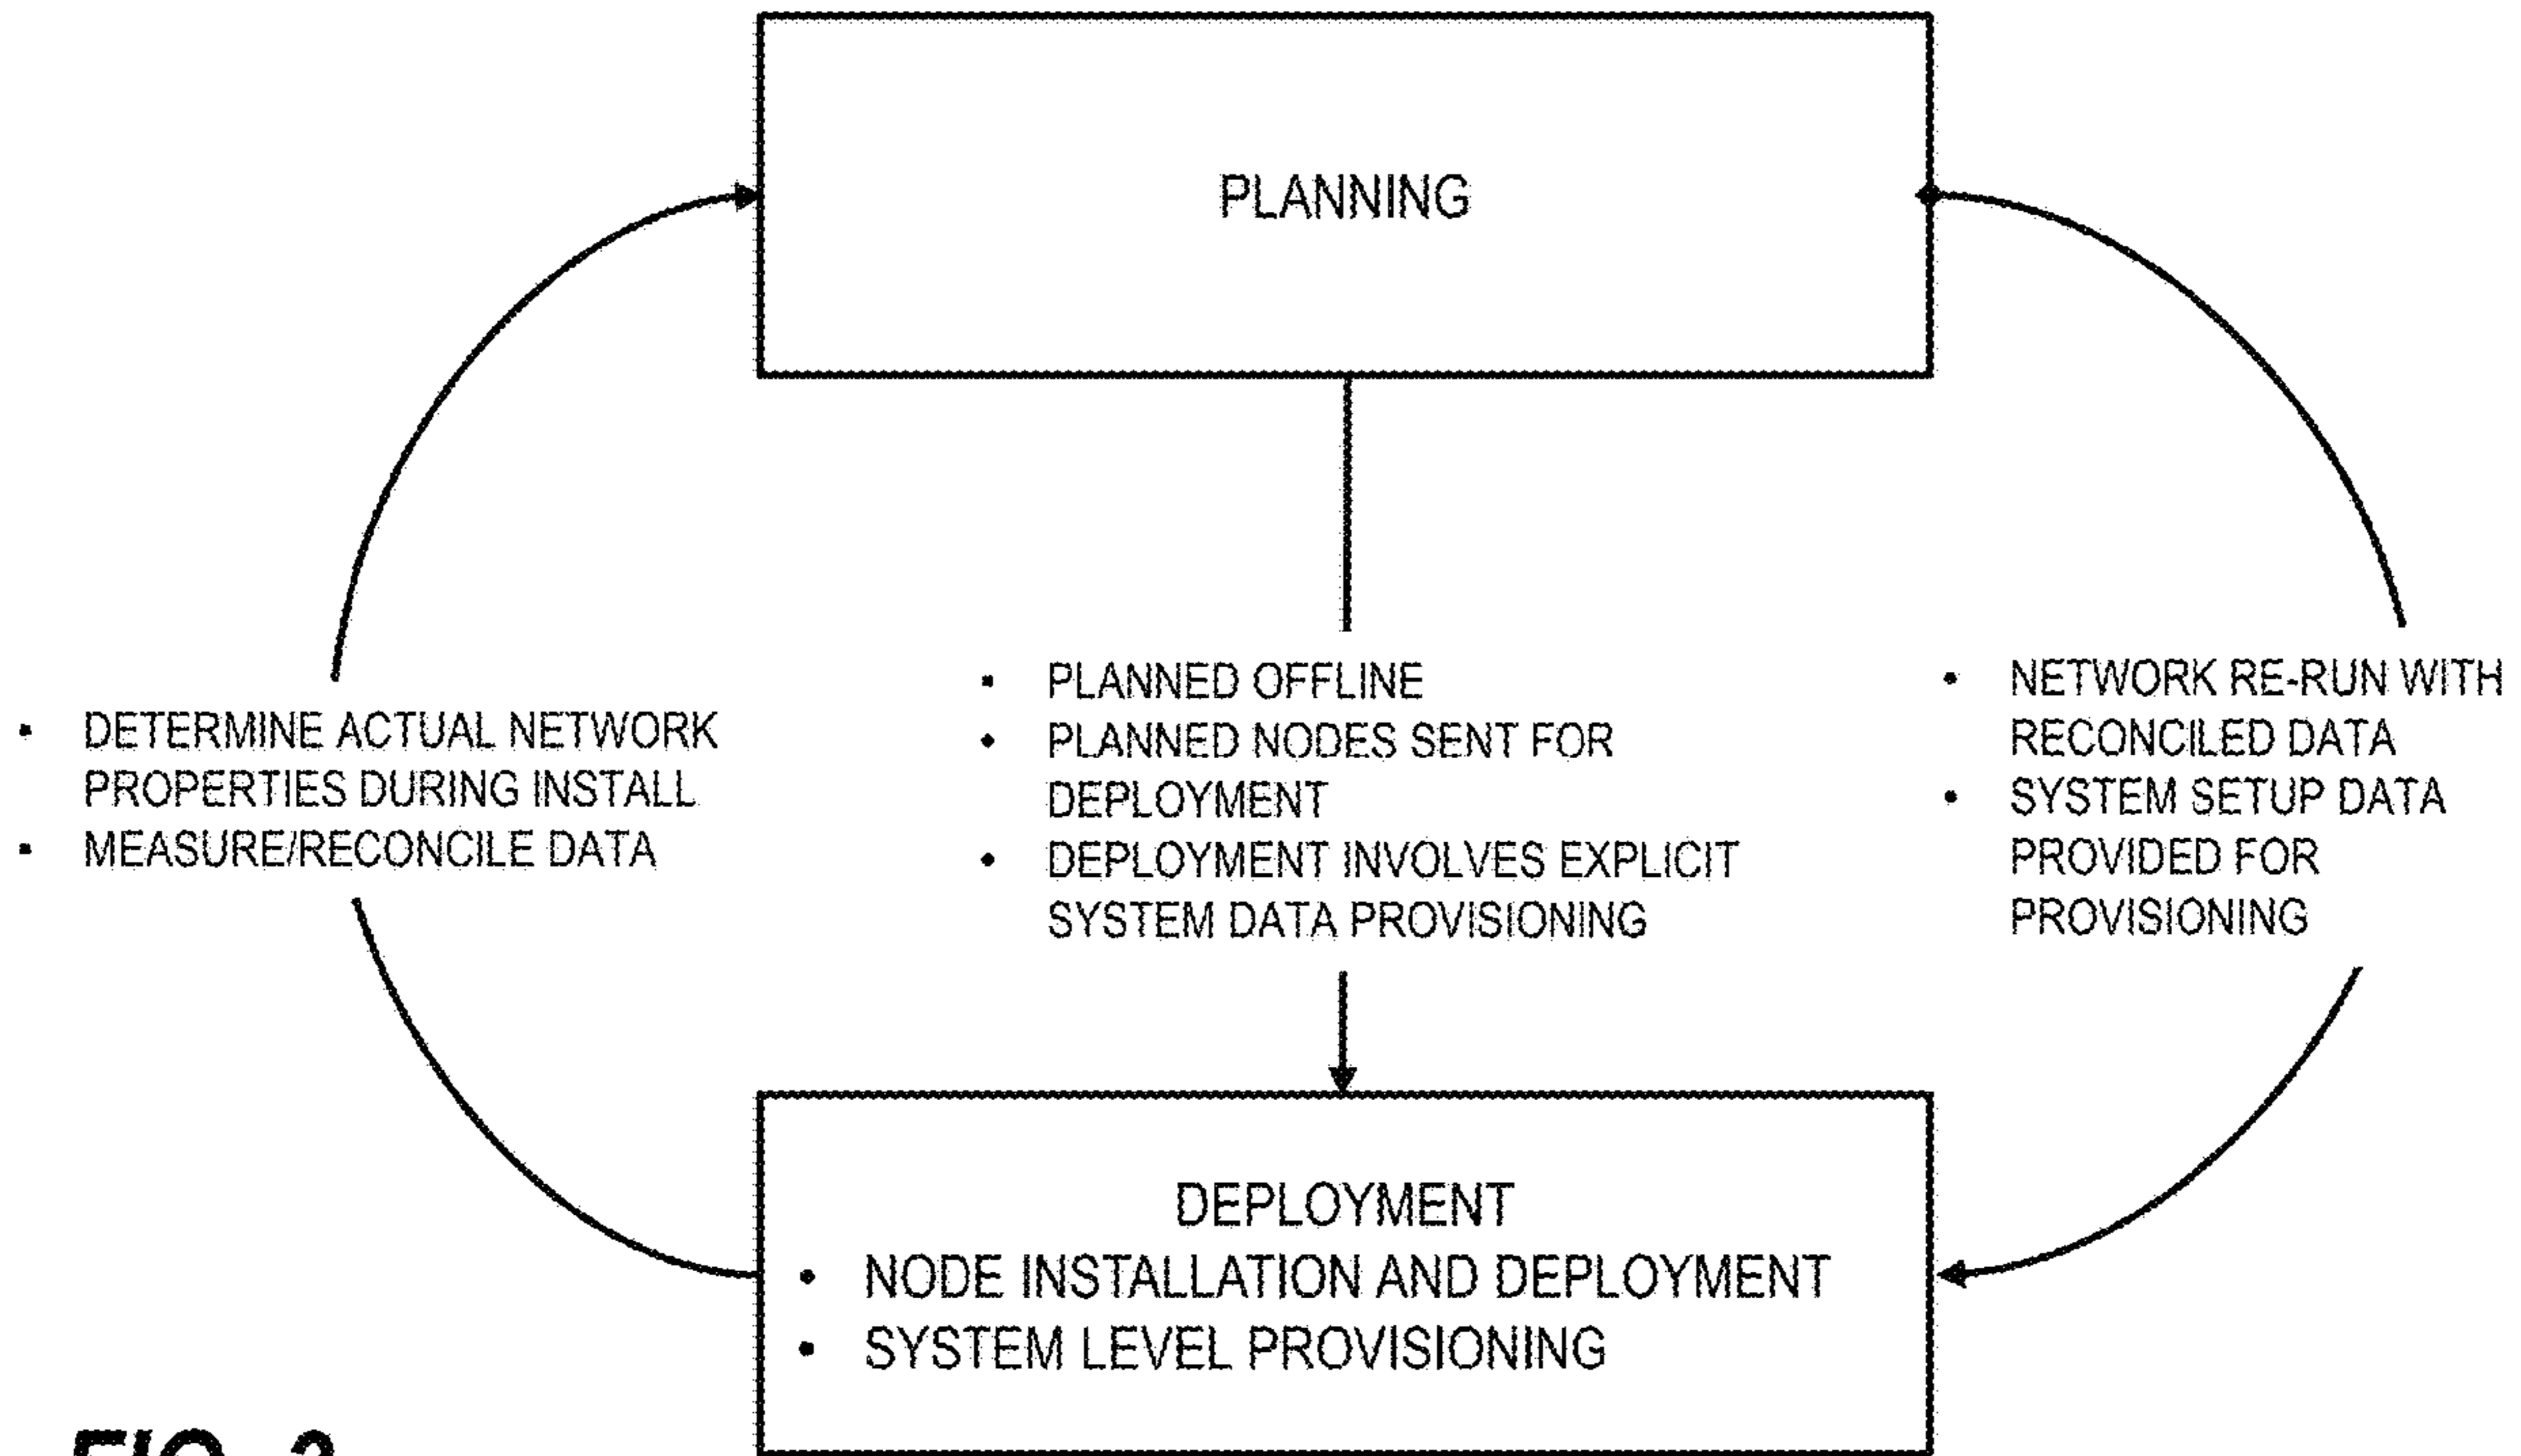 PLANNING
• DETERMINE ACTUAL NETWORK
PROPERTIES DURING INSTALL
• MEASURE/RECONCILE DATA
• PLANNED OFFLINE
• PLANNED NODES SENT FOR
DEPLOYMENT
• DEPLOYMENT INVOLVES EXPLICIT
SYSTEM DATA PROVISIONING
• NETWORK RE-RUN WITH
RECONCILED DATA
• SYSTEM SETUP DATA
PROVIDED FOR
PROVISIONING
DEPLOYMENT
• NODE INSTALLATION AND DEPLOYMENT
• SYSTEM LEVEL PROVISIONING